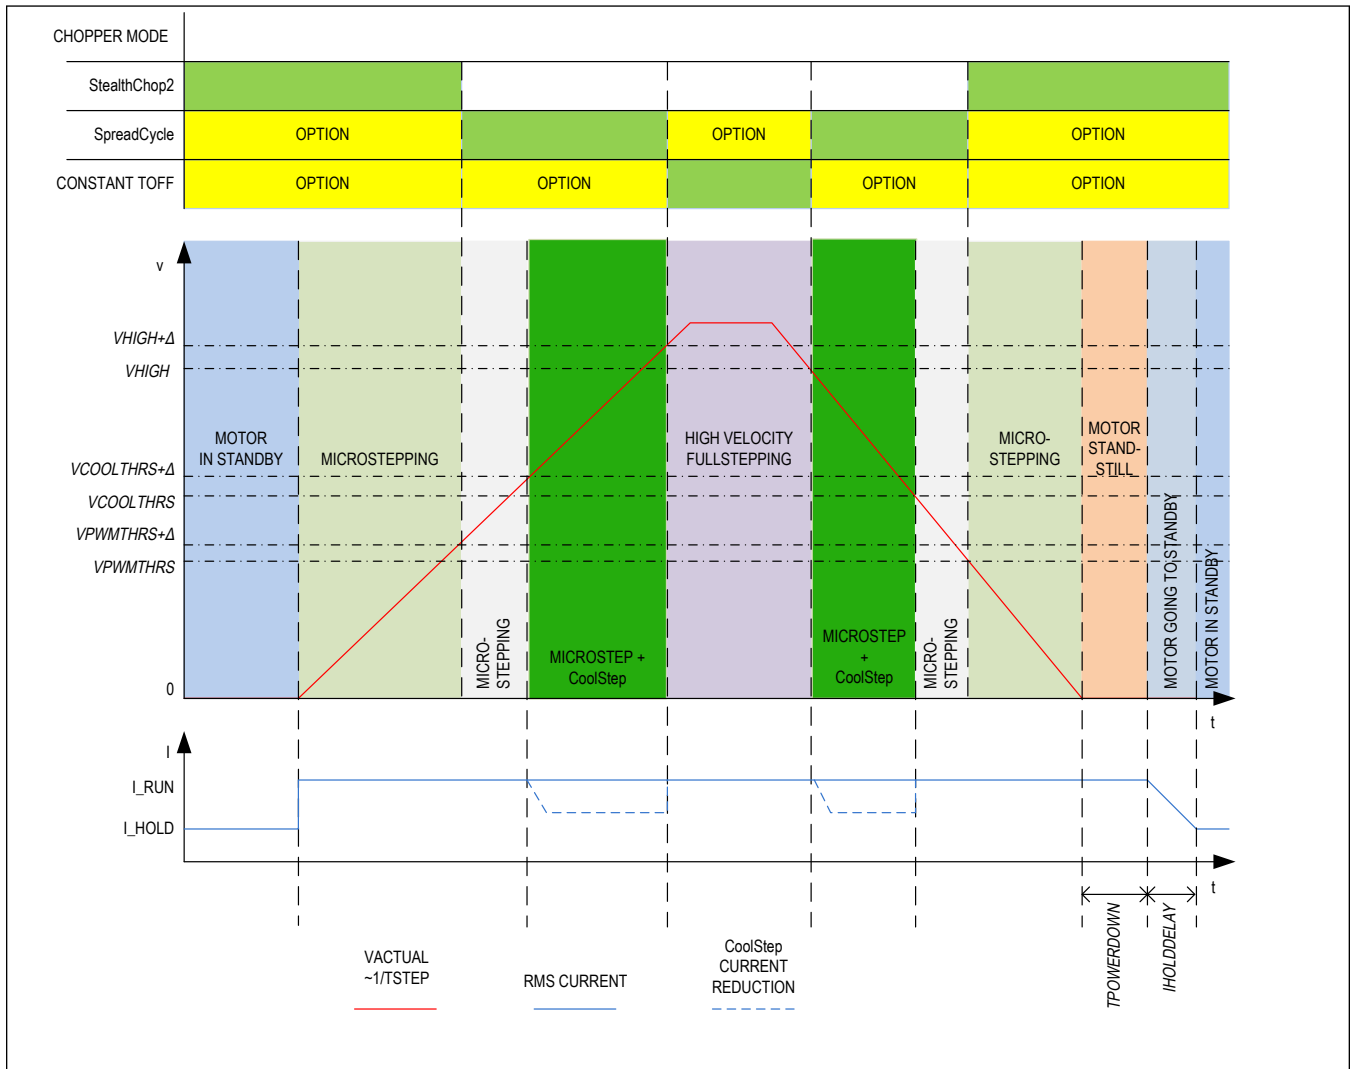 CHOPPER MODE
StealthChop2
SpreadCycle
OPTION
OPTION
OPTION
CONSTANT TOFF
OPTION
OPTION
OPTION
OPTION
v
VHIGH+Δ
VHIGH
VCOOLTHRS+Δ
VCOOLTHRS
VPWMTHRS+Δ
VPWMTHRS
0
MOTOR
IN STANDBY
MICROSTEPPING
MICRO-
STEPPING
MICROSTEP +
CoolStep
HIGH VELOCITY
FULLSTEPPING
MICROSTEP
+
CoolStep
MICRO-
STEPPING
MICRO-
STEPPING
MOTOR
STAND-
STILL
MOTOR GOING TO STANDBY
MOTOR IN STANDBY
t
I
I_RUN
I_HOLD
t
TPOWERDOWN
IHOLDDELAY
VACTUAL
~1/TSTEP
RMS CURRENT
CoolStep
CURRENT
REDUCTION